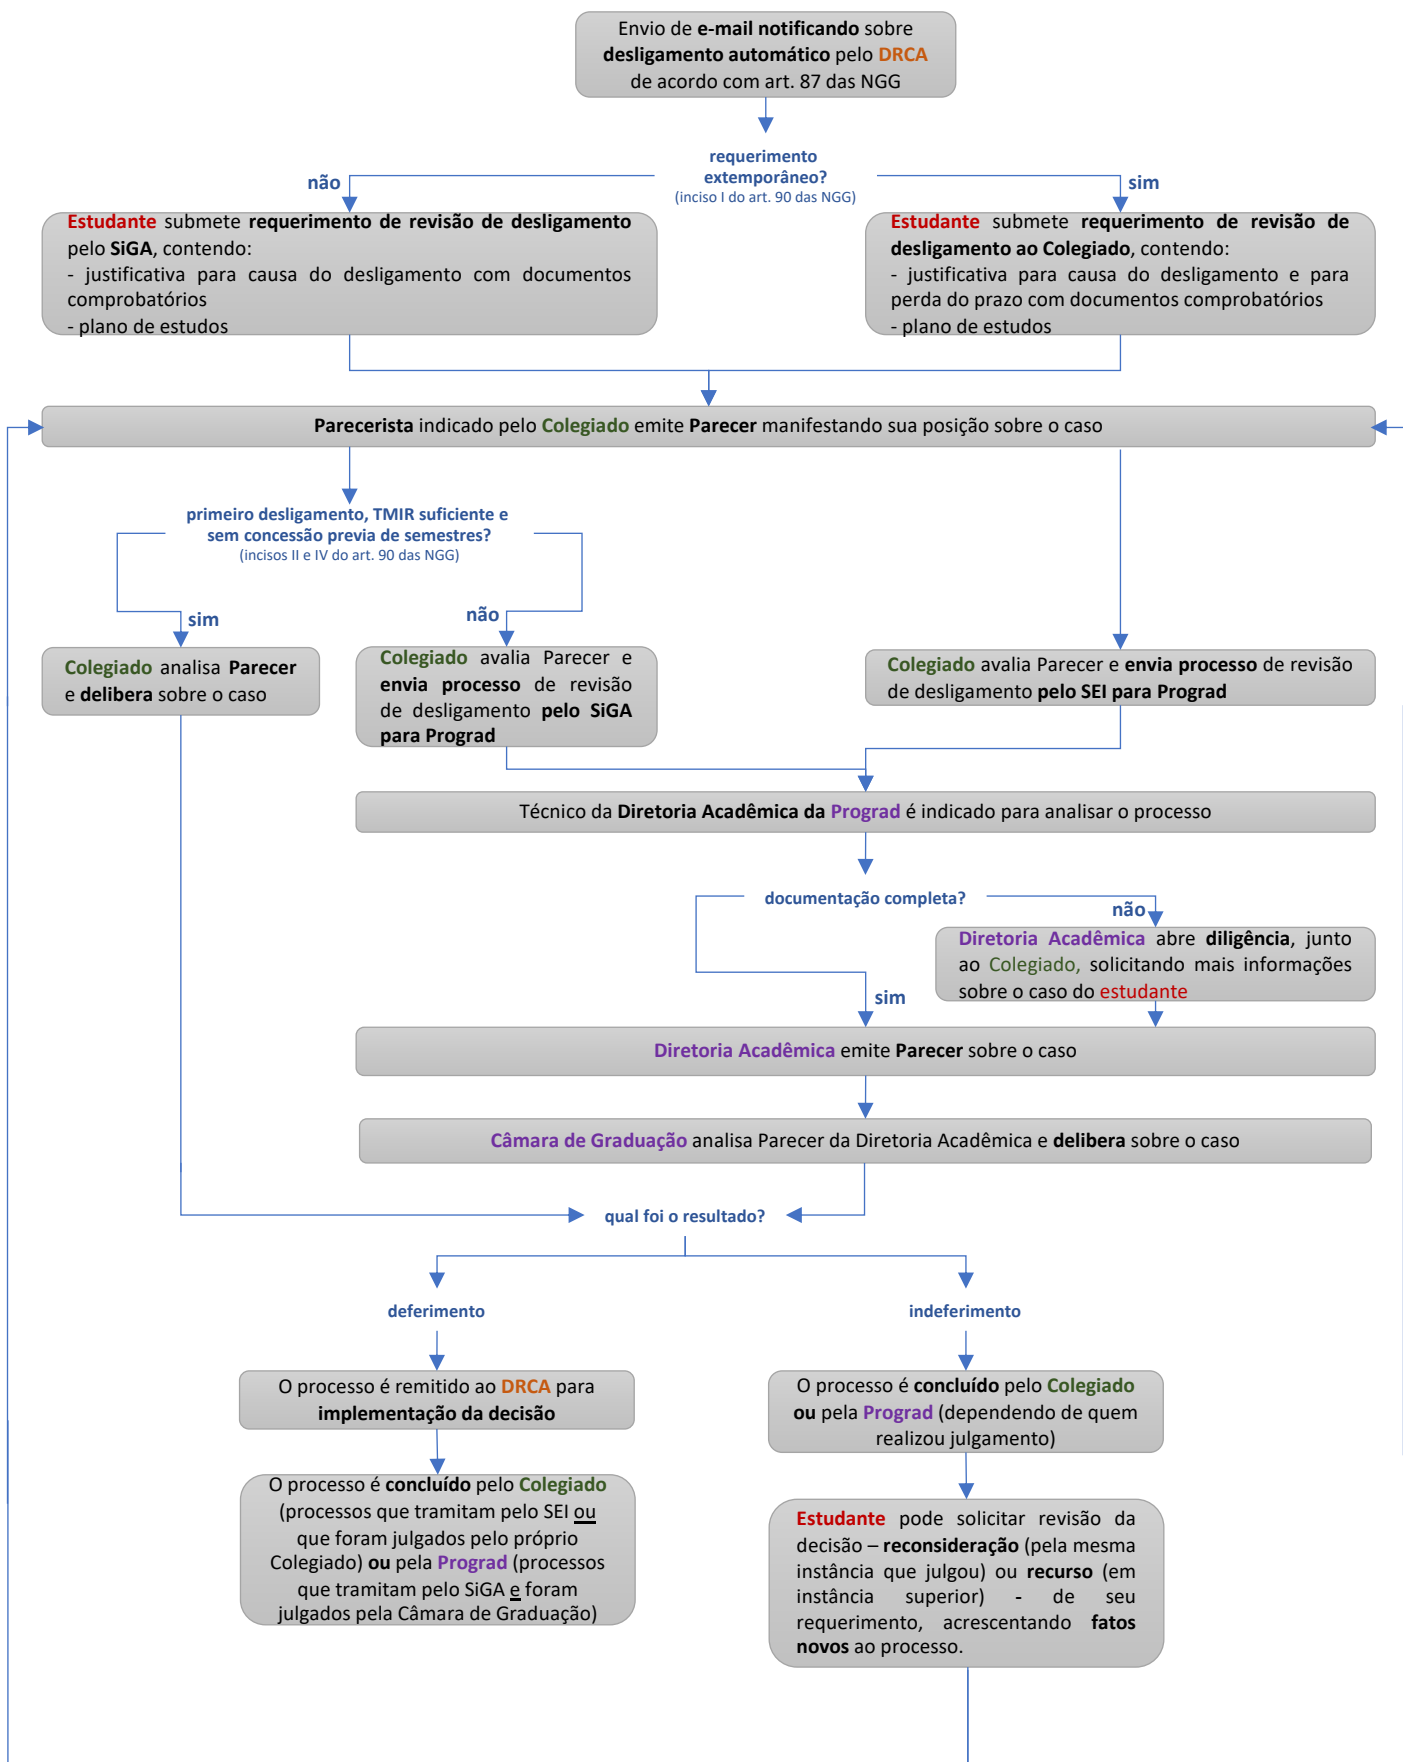 Envio de e-mail notificando sobre
desligamento automático pelo DRCA
de acordo com art. 87 das NGG
requerimento
extemporâneo?
(inciso I do art. 90 das NGG)
não
sim
Estudante submete requerimento de revisão de desligamento
pelo SiGA, contendo:
- justificativa para causa do desligamento com documentos
comprobatórios
- plano de estudos
Estudante submete requerimento de revisão de
desligamento ao Colegiado, contendo:
- justificativa para causa do desligamento e para
perda do prazo com documentos comprobatórios
- plano de estudos
Parecerista indicado pelo Colegiado emite Parecer manifestando sua posição sobre o caso
primeiro desligamento, TMIR suficiente e
sem concessão previa de semestres?
(incisos II e IV do art. 90 das NGG)
sim
não
Colegiado analisa Parecer
e delibera sobre o caso
Colegiado avalia Parecer e
envia processo de revisão
de desligamento pelo SiGA
para Prograd
Colegiado avalia Parecer e envia processo de revisão
de desligamento pelo SEI para Prograd
Técnico da Diretoria Acadêmica da Prograd é indicado para analisar o processo
documentação completa?
não
Diretoria Acadêmica abre diligência, junto
ao Colegiado, solicitando mais informações
sobre o caso do estudante
sim
Diretoria Acadêmica emite Parecer sobre o caso
Câmara de Graduação analisa Parecer da Diretoria Acadêmica e delibera sobre o caso
qual foi o resultado?
deferimento
indeferimento
O processo é remitido ao DRCA para
implementação da decisão
O processo é concluído pelo Colegiado
ou pela Prograd (dependendo de quem
realizou julgamento)
O processo é concluído pelo Colegiado
(processos que tramitam pelo SEI ou
que foram julgados pelo próprio
Colegiado) ou pela Prograd (processos
que tramitam pelo SiGA e foram
julgados pela Câmara de Graduação)
Estudante pode solicitar revisão da
decisão – reconsideração (pela mesma
instância que julgou) ou recurso (em
instância superior) - de seu
requerimento, acrescentando fatos
novos ao processo.